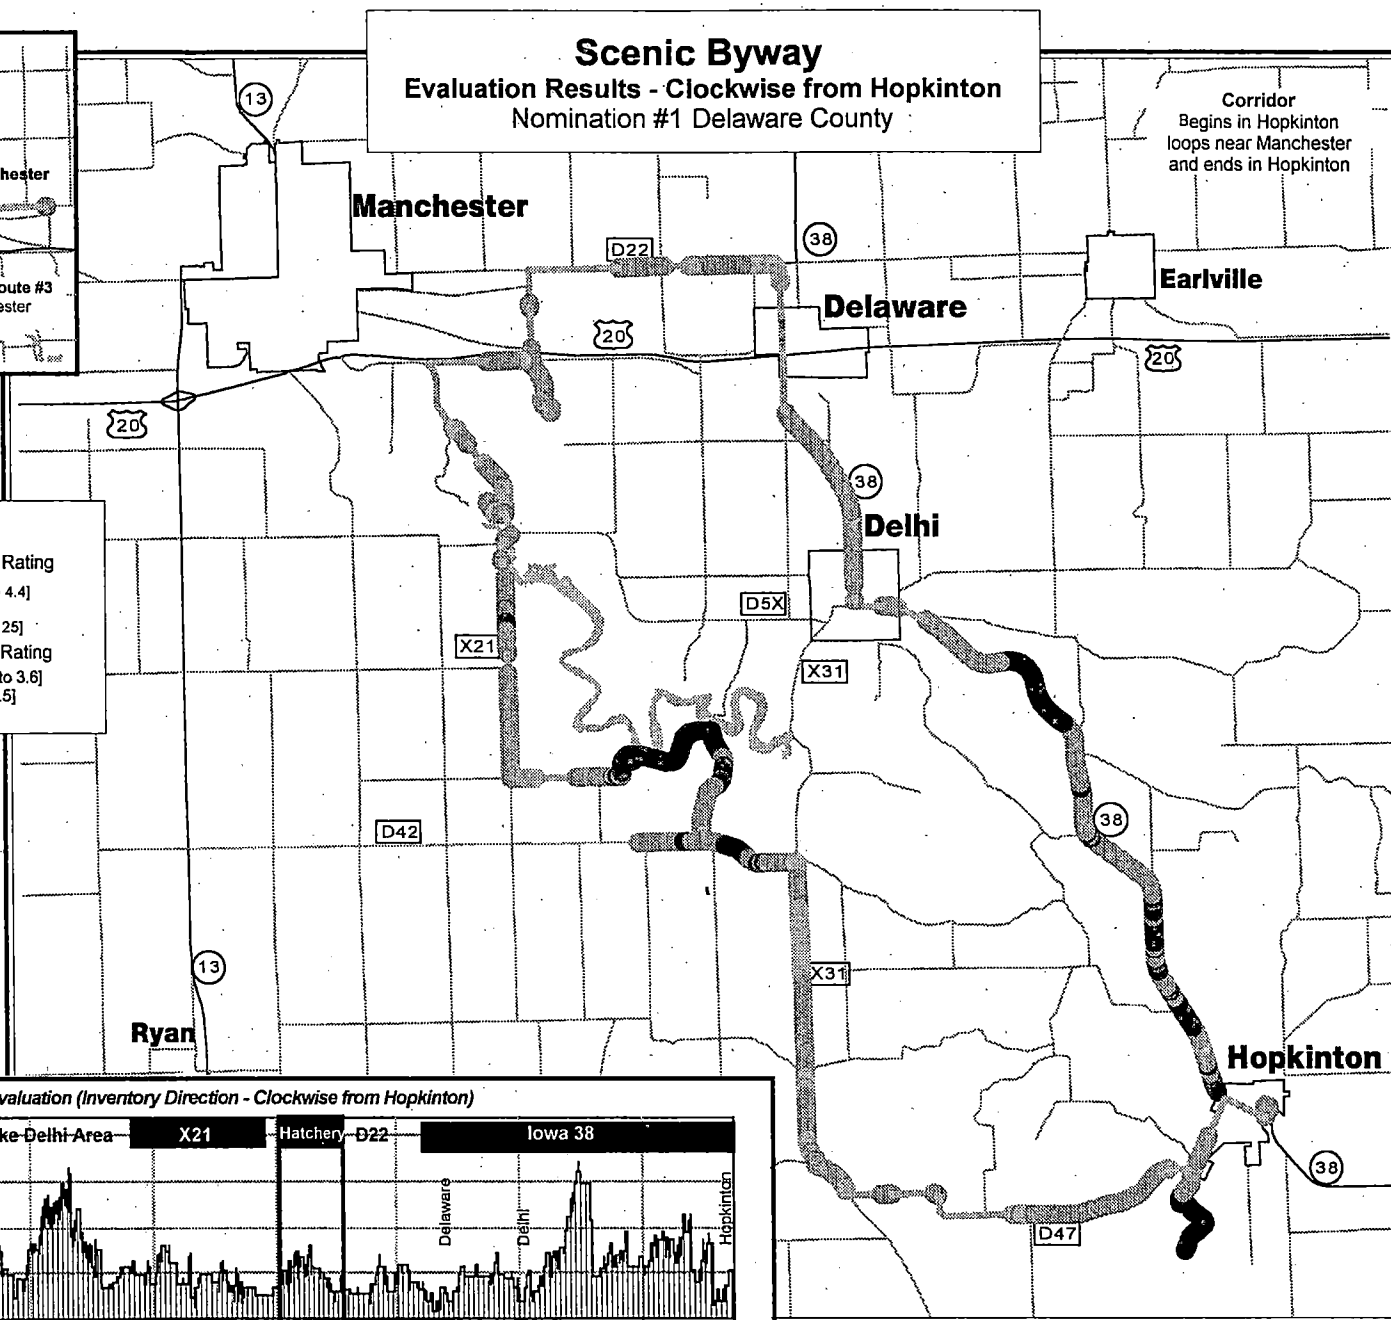 Scenic Byway
Evaluation Results - Clockwise from Hopkinton
Nomination #1 Delaware County
Corridor
Begins in Hopkinton
loops near Manchester
and ends in Hopkinton
13
hester
Manchester
38
D22
Earlville
oute #3
ester
Delaware
20
20
20
38
Delhi
Rating
4.4]
25]
Rating
to 3.6]
.5]
D5X
X21
X31
38
D42
13
X31
Ryan
Hopkinton
38
D47
valuation (Inventory Direction - Clockwise from Hopkinton)
ke Delhi Area
X21
Hatchery
D22
Iowa 38
Delaware
Delhi
Hopkinton